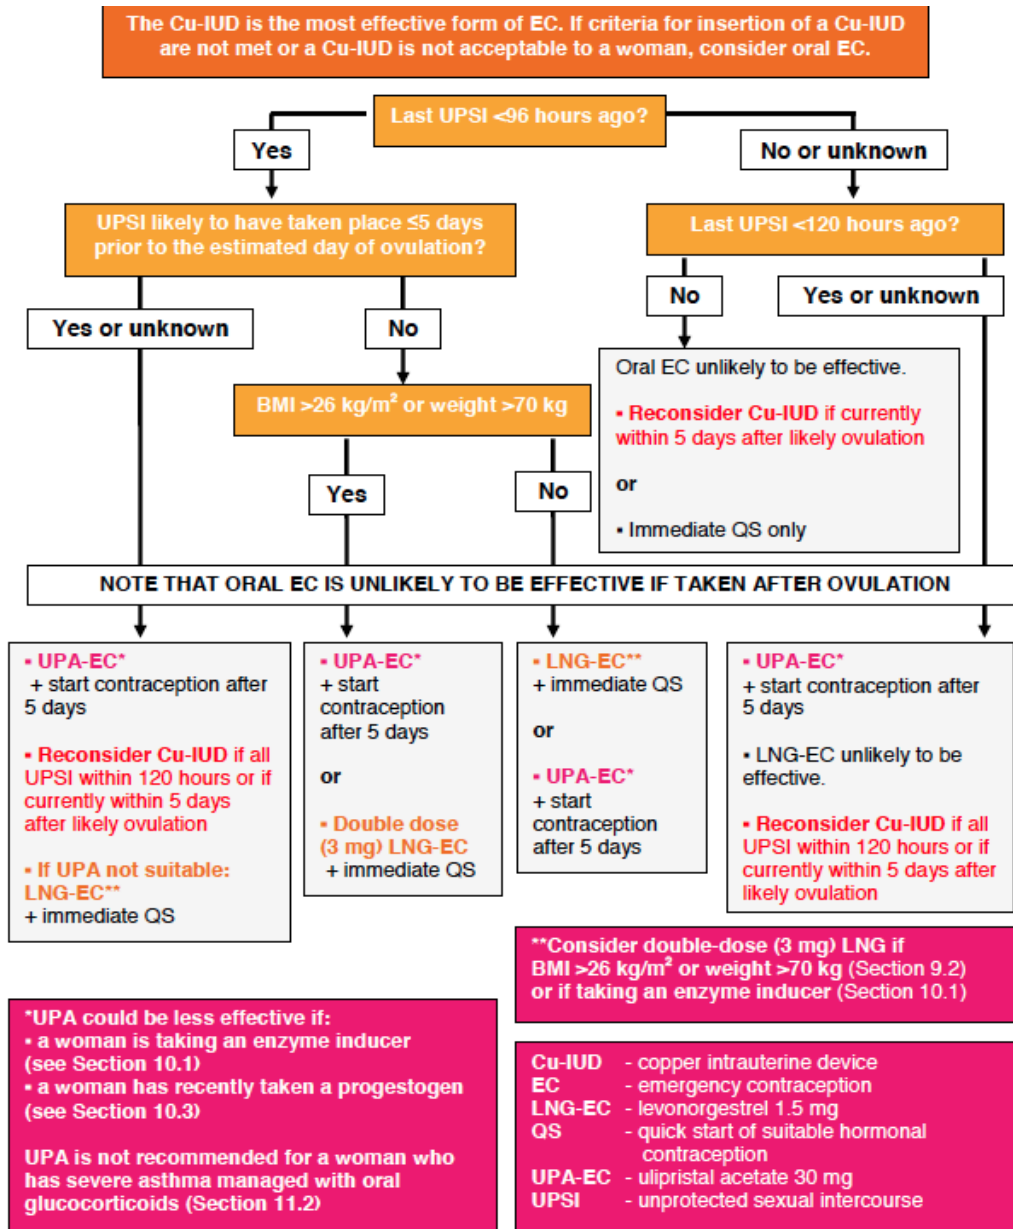 The Cu-IUD is the most effective form of EC. If criteria for insertion of a Cu-IUD
are not met or a Cu-IUD is not acceptable to a woman, consider oral EC.
Last UPSI <96 hours ago?
Yes
No or unknown
UPSI likely to have taken place ≤5 days
prior to the estimated day of ovulation?
Last UPSI <120 hours ago?
Yes or unknown
No
No
Yes or unknown
BMI >26 kg/m² or weight >70 kg
Yes
No
Oral EC unlikely to be effective.
▪ Reconsider Cu-IUD if currently
within 5 days after likely ovulation
or
▪ Immediate QS only
NOTE THAT ORAL EC IS UNLIKELY TO BE EFFECTIVE IF TAKEN AFTER OVULATION
▪ UPA-EC*
+ start contraception after
5 days
▪ Reconsider Cu-IUD if all
UPSI within 120 hours or if
currently within 5 days
after likely ovulation
▪ If UPA not suitable:
LNG-EC**
+ immediate QS
▪ UPA-EC*
+ start
contraception
after 5 days
or
▪ Double dose
(3 mg) LNG-EC
+ immediate QS
▪ LNG-EC**
+ immediate QS
or
▪ UPA-EC*
+ start
contraception
after 5 days
▪ UPA-EC*
+ start contraception after
5 days
▪ LNG-EC unlikely to be
effective.
▪ Reconsider Cu-IUD if all
UPSI within 120 hours or if
currently within 5 days after
likely ovulation
**Consider double-dose (3 mg) LNG if
BMI >26 kg/m² or weight >70 kg (Section 9.2)
or if taking an enzyme inducer (Section 10.1)
*UPA could be less effective if:
▪ a woman is taking an enzyme inducer
(see Section 10.1)
▪ a woman has recently taken a progestogen
(see Section 10.3)
UPA is not recommended for a woman who
has severe asthma managed with oral
glucocorticoids (Section 11.2)
Cu-IUD - copper intrauterine device
EC - emergency contraception
LNG-EC - levonorgestrel 1.5 mg
QS - quick start of suitable hormonal
contraception
UPA-EC - ulipristal acetate 30 mg
UPSI - unprotected sexual intercourse